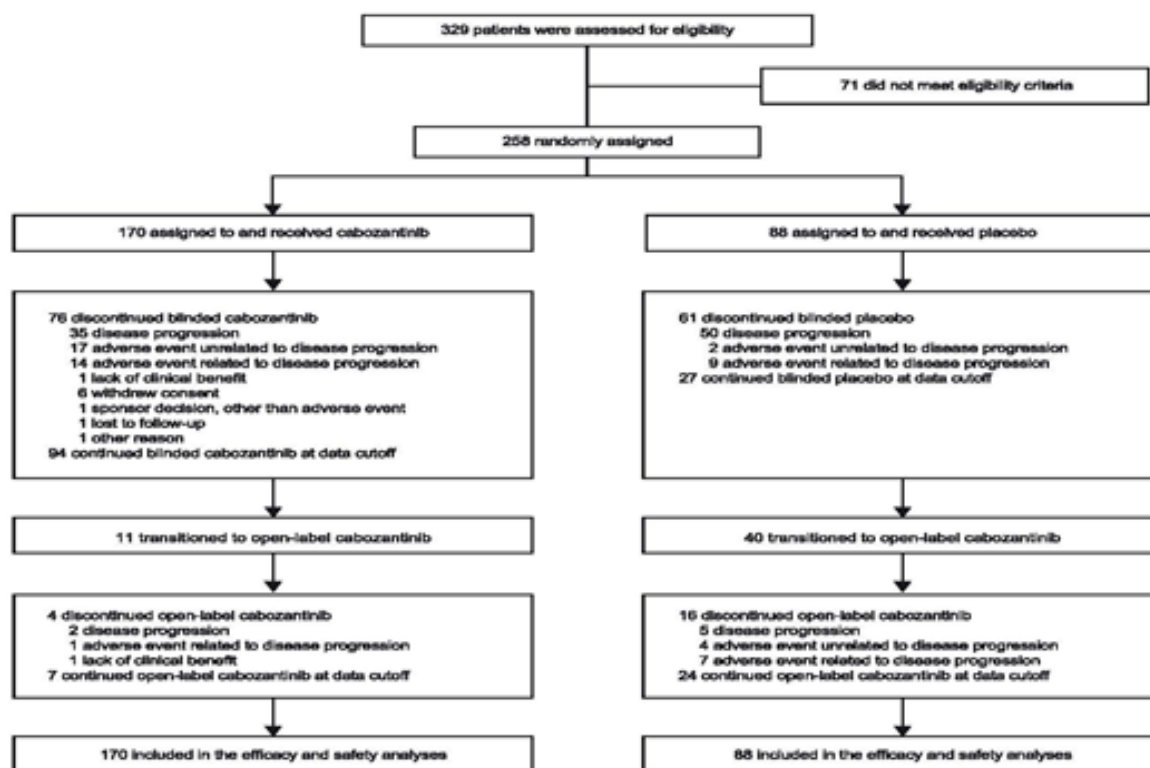 329 patients were assessed for eligibility
71 did not meet eligibility criteria
258 randomly assigned
170 assigned to and received cabozantinib
88 assigned to and received placebo
76 discontinued blinded cabozantinib
35 disease progression
17 adverse event unrelated to disease progression
14 adverse event related to disease progression
1 lack of clinical benefit
6 withdrew consent
1 sponsor decision, other than adverse event
1 lost to follow-up
1 other reason
94 continued blinded cabozantinib at data cutoff
61 discontinued blinded placebo
50 disease progression
2 adverse event unrelated to disease progression
9 adverse event related to disease progression
27 continued blinded placebo at data cutoff
11 transitioned to open-label cabozantinib
40 transitioned to open-label cabozantinib
4 discontinued open-label cabozantinib
2 disease progression
1 adverse event related to disease progression
1 lack of clinical benefit
7 continued open-label cabozantinib at data cutoff
16 discontinued open-label cabozantinib
5 disease progression
4 adverse event unrelated to disease progression
7 adverse event related to disease progression
24 continued open-label cabozantinib at data cutoff
170 included in the efficacy and safety analyses
88 included in the efficacy and safety analyses